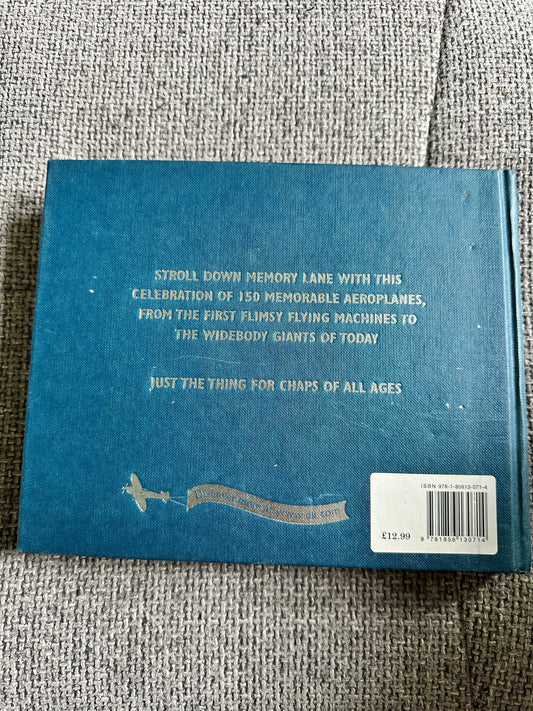 STROLL DOWN MEMORY LANE WITH THIS
CELEBRATION OF 150 MEMORABLE AEROPLANES,
FROM THE FIRST FLIMSY FLYING MACHINES TO
THE WIDEBODY GIANTS OF TODAY
JUST THE THING FOR CHAPS OF ALL AGES
ISBN 978-1-85613-071-4
£12.99
9 781856 130714